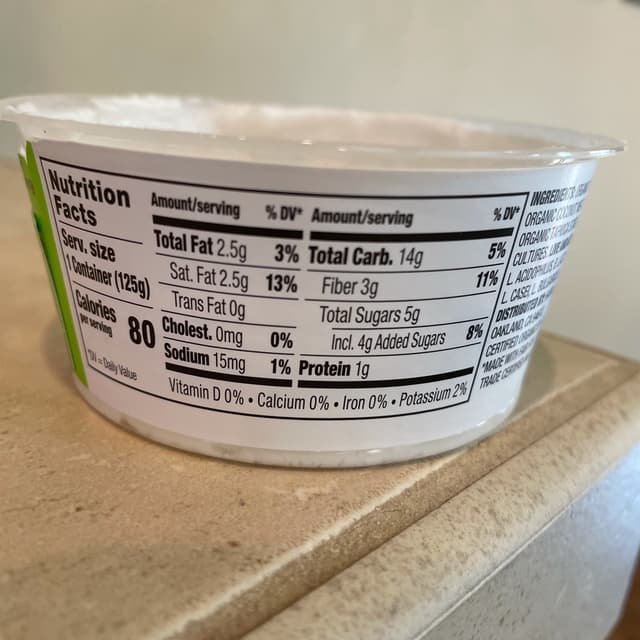 Nutrition
Facts
Serv. size
1 Container (125g)
Calories
per serving
80
*DV = Daily Value
Amount/serving % DV*
Total Fat 2.5g 3%
Sat. Fat 2.5g 13%
Trans Fat 0g
Cholest. 0mg 0%
Sodium 15mg 1%
Amount/serving % DV*
Total Carb. 14g 5%
Fiber 3g 11%
Total Sugars 5g
Incl. 4g Added Sugars 8%
Protein 1g
Vitamin D 0% • Calcium 0% • Iron 0% • Potassium 2%
INGREDIENTS:
ORGANIC
ORGANIC
CULTURES:
L. ACIDOPHILUS
L. CASEI,
DISTRIBUTED BY
OAKLAND, CA
CERTIFIED
*MADE WITH
TRADE